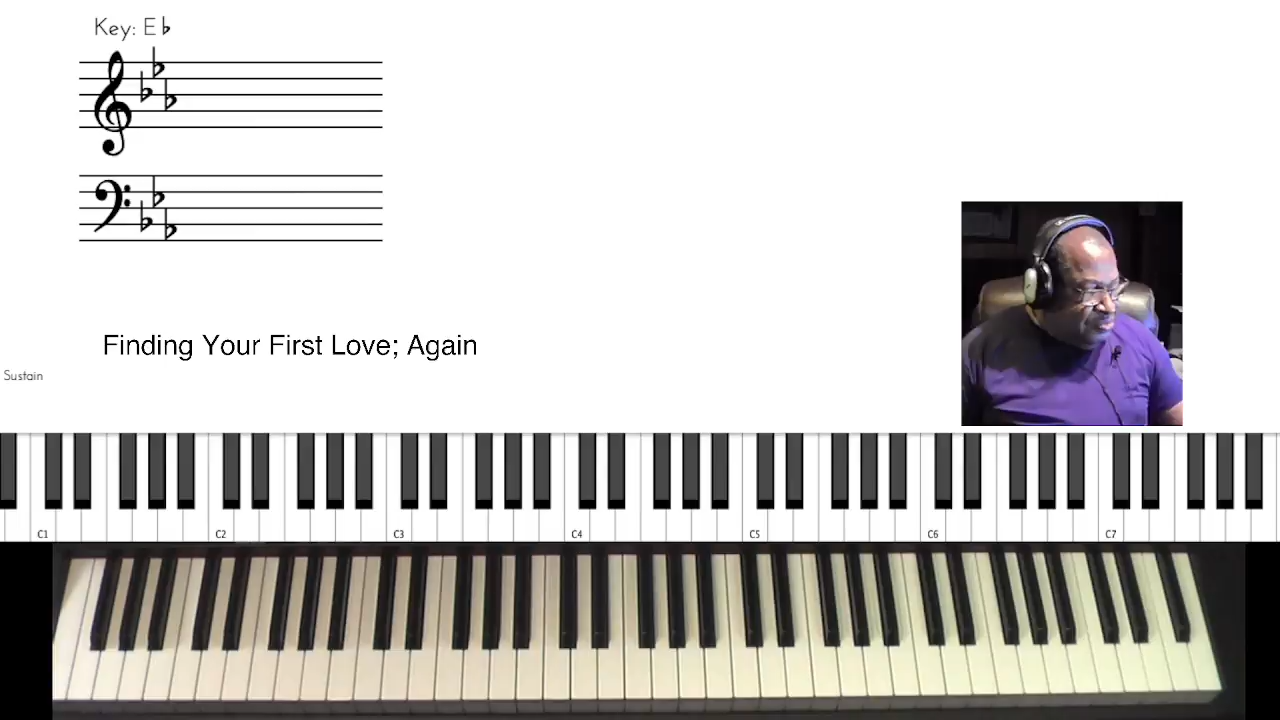 Key: E♭
Finding Your First Love; Again
Sustain
C1 C2 C3 C4 C5 C6 C7